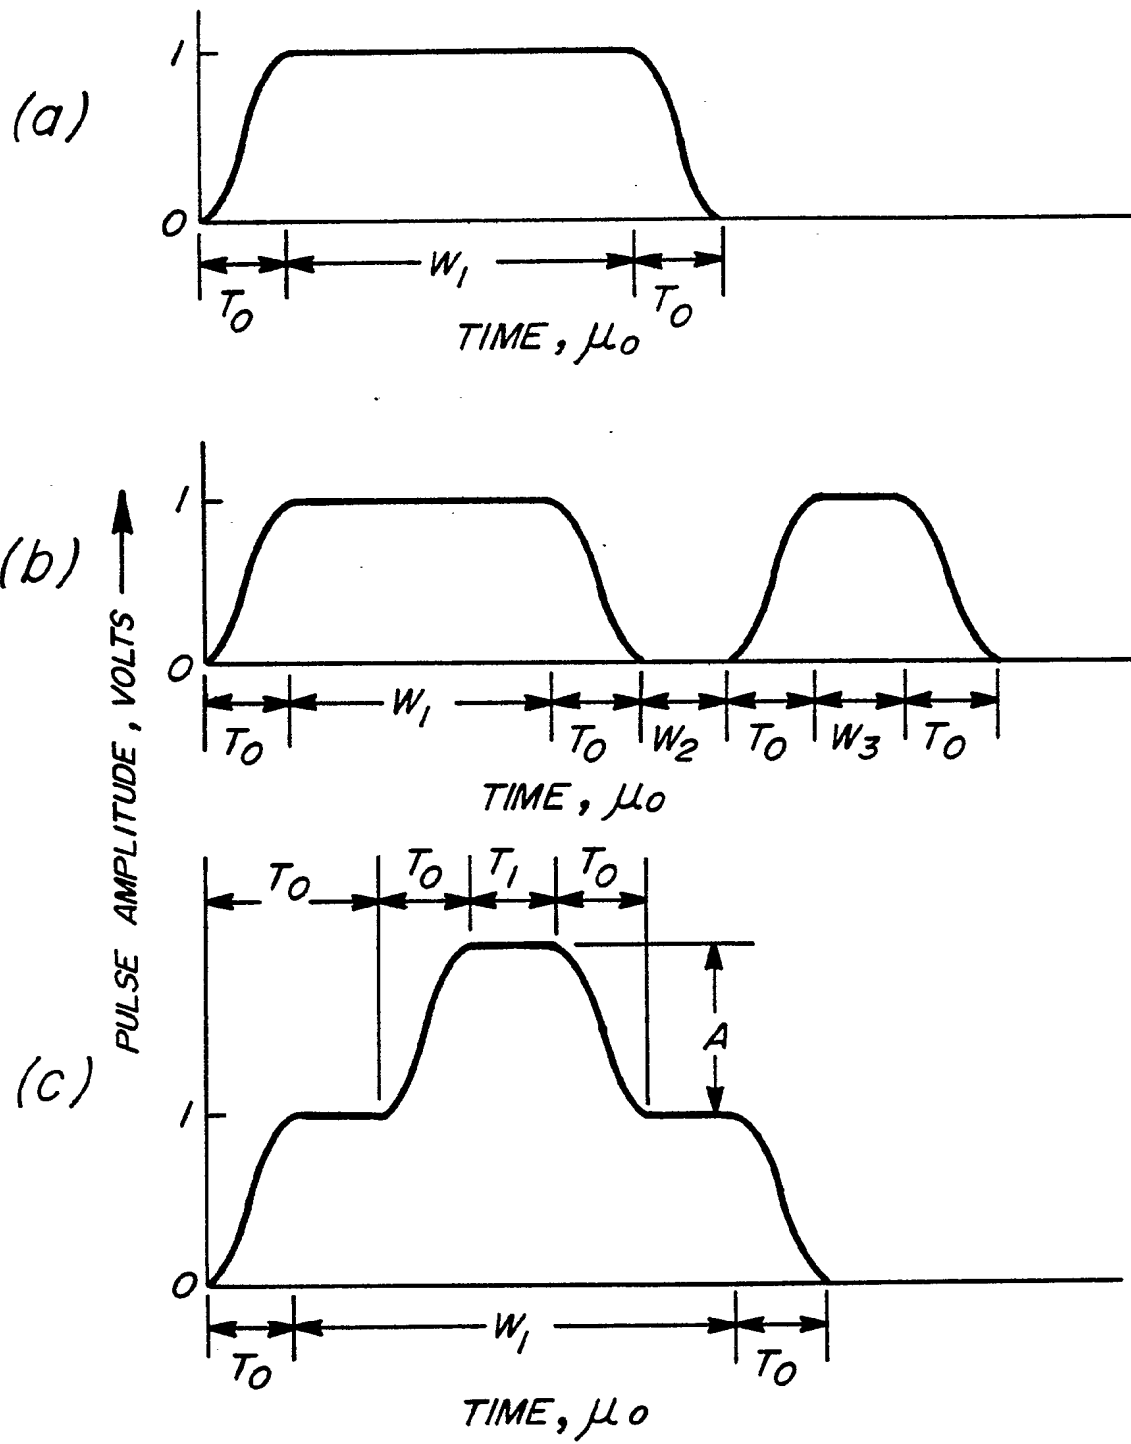 (a)
1
0
T0
W1
T0
TIME, μo
PULSE AMPLITUDE, VOLTS
(b)
1
0
T0
W1
T0
W2
T0
W3
T0
TIME, μo
(c)
T0
T0
T1
T0
A
1
0
T0
W1
T0
TIME, μo